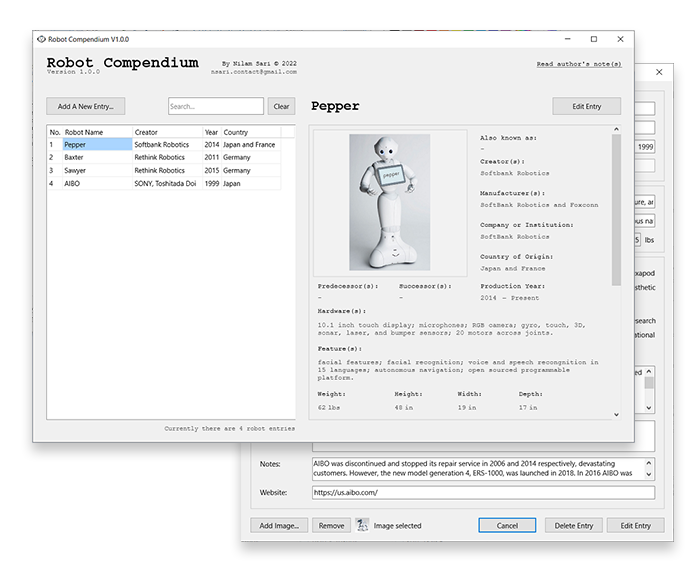 Robot Compendium V1.0.0
Robot Compendium
Version 1.0.0
By Nilam Sari © 2022
nsari.contact@gmail.com
Read author's note(s)
Add A New Entry...
Search...
Clear
No. Robot Name Creator Year Country
1 Pepper Softbank Robotics 2014 Japan and France
2 Baxter Rethink Robotics 2011 Germany
3 Sawyer Rethink Robotics 2015 Germany
4 AIBO SONY, Toshitada Doi 1999 Japan
Currently there are 4 robot entries
Pepper
Edit Entry
pepper
Also known as:
-
Creator(s):
Softbank Robotics
Manufacturer(s):
SoftBank Robotics and Foxconn
Company or Institution:
SoftBank Robotics
Country of Origin:
Japan and France
Predecessor(s): Successor(s): Production Year:
- - 2014 - Present
Hardware(s):
10.1 inch touch display; microphones; RGB camera; gyro, touch, 3D,
sonar, laser, and bumper sensors; 20 motors across joints.
Feature(s):
facial features; facial recognition; voice and speech recongnition in
15 languages; autonomous navigation; open sourced programmable
platform.
Weight: Height: Width: Depth:
62 lbs 48 in 19 in 17 in
1999
ure, ar
us na
5 lbs
xapod
sthetic
search
ational
ed
Notes:
AIBO was discontinued and stopped its repair service in 2006 and 2014 respectively, devastating
customers. However, the new model generation 4, ERS-1000, was launched in 2018. In 2016 AIBO was
Website:
https://us.aibo.com/
Add Image...
Remove
Image selected
Cancel
Delete Entry
Edit Entry